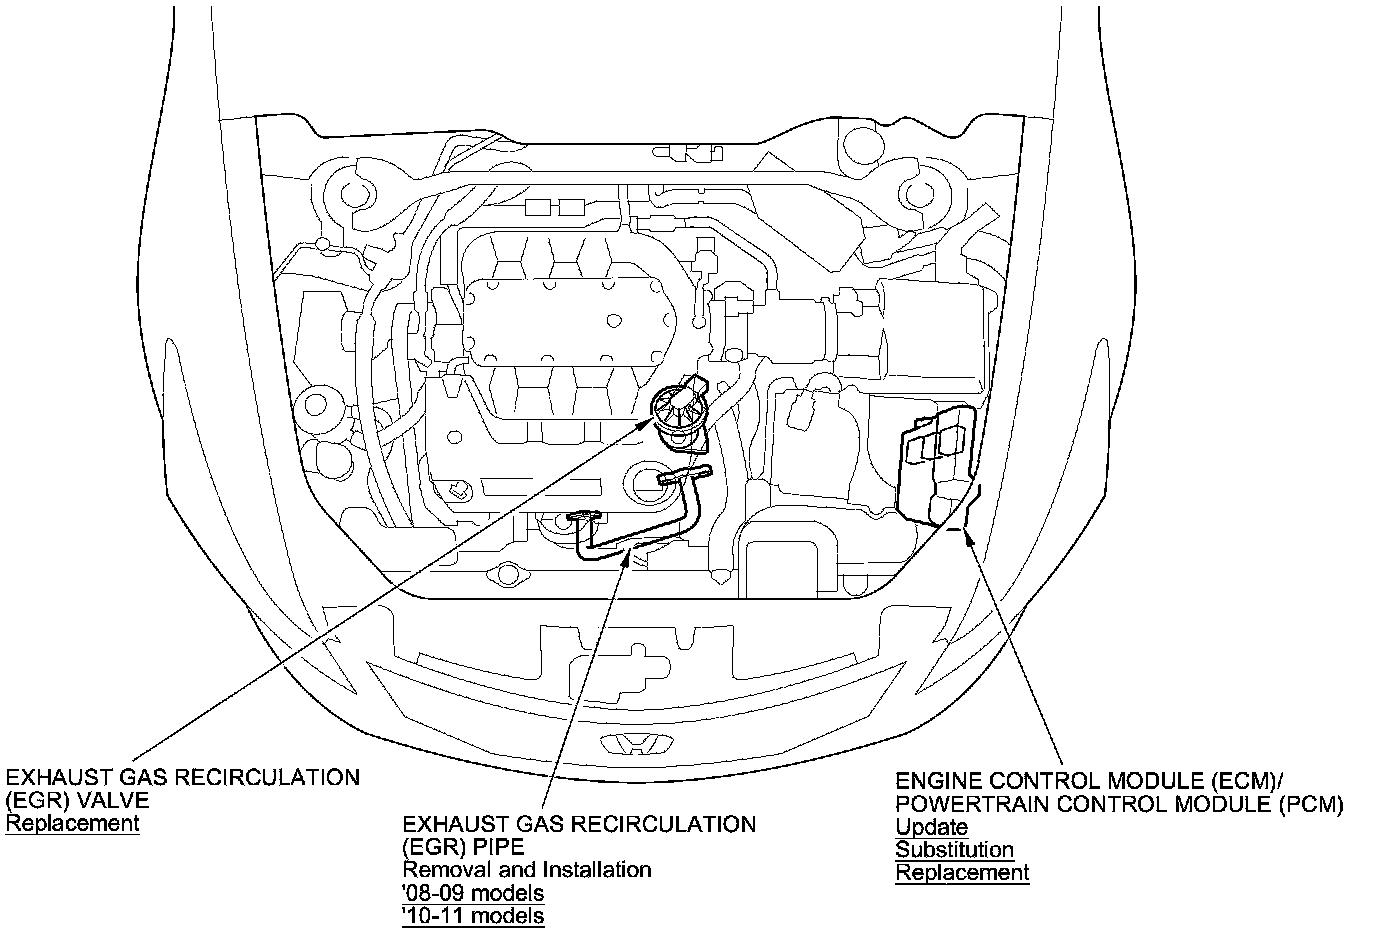 EXHAUST GAS RECIRCULATION
(EGR) VALVE
Replacement
EXHAUST GAS RECIRCULATION
(EGR) PIPE
Removal and Installation
'08-09 models
'10-11 models
ENGINE CONTROL MODULE (ECM)/
POWERTRAIN CONTROL MODULE (PCM)
Update
Substitution
Replacement